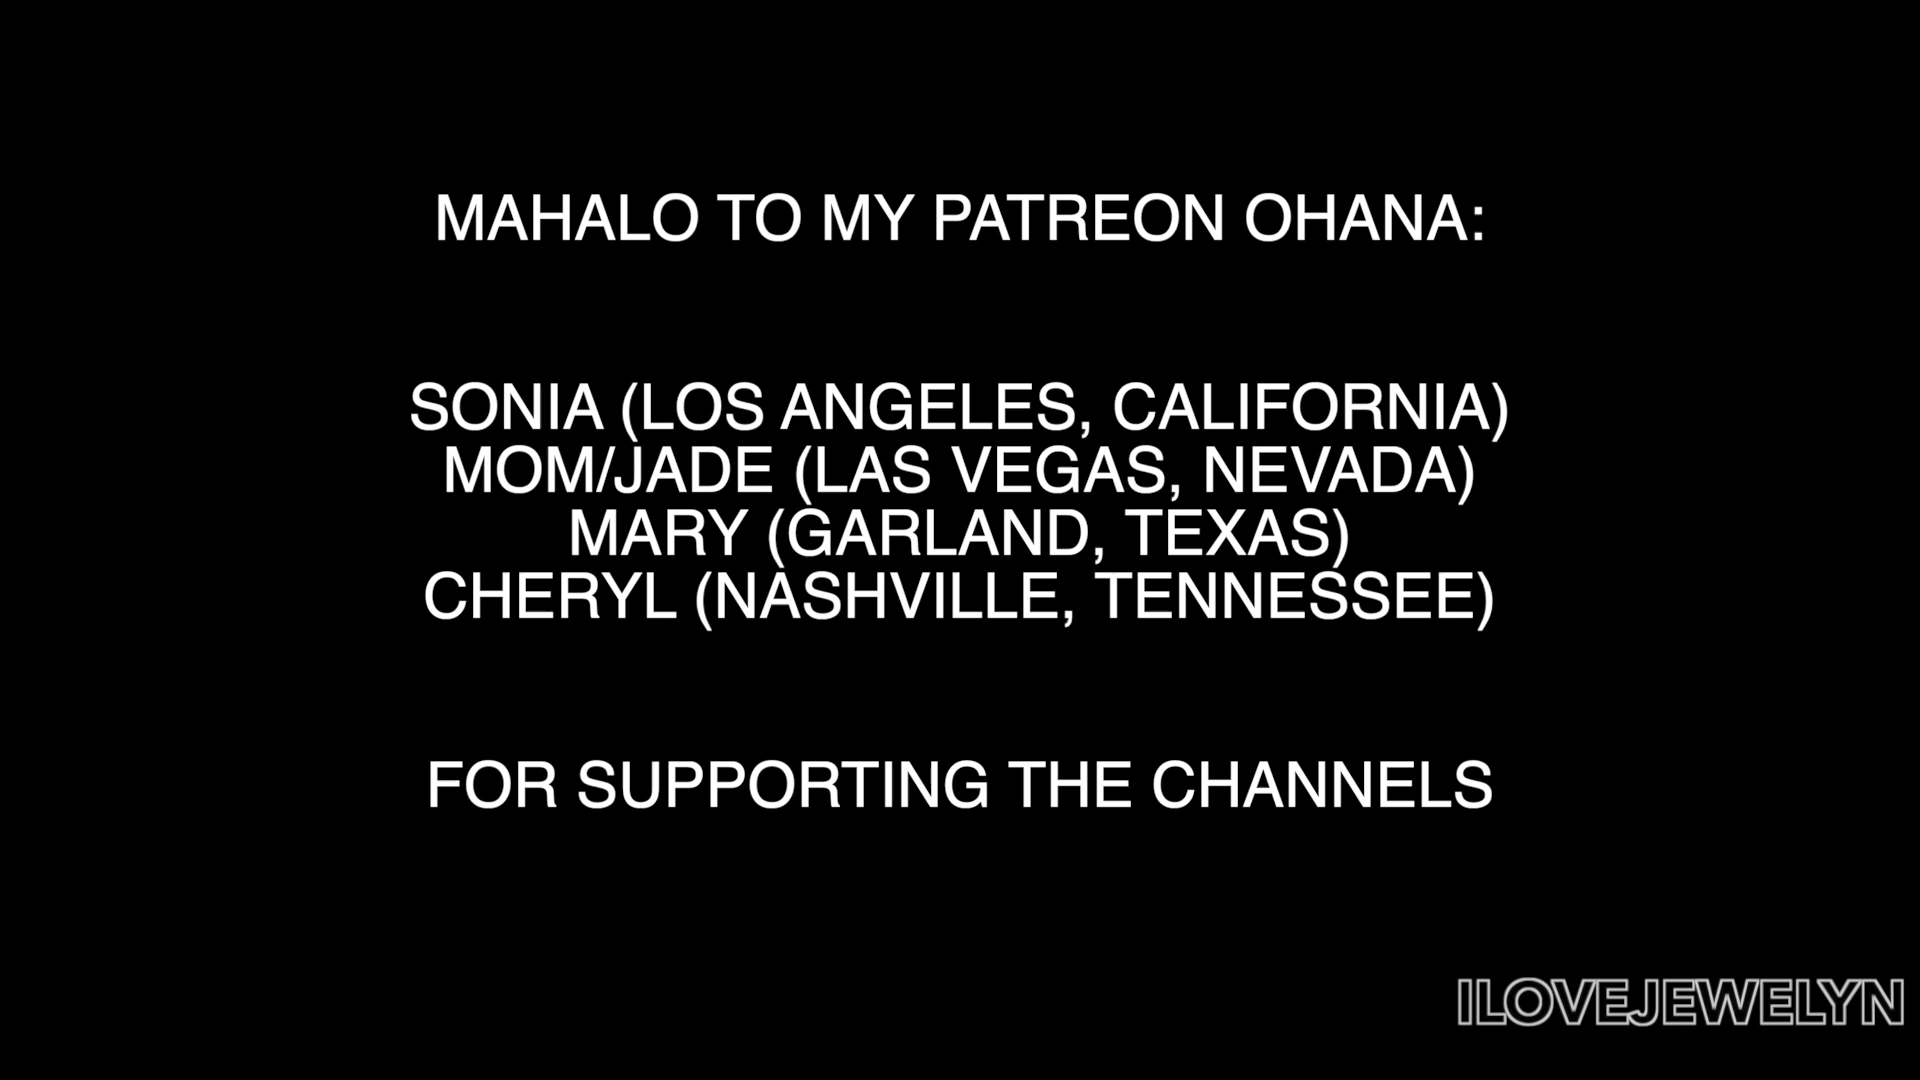 MAHALO TO MY PATREON OHANA:
SONIA (LOS ANGELES, CALIFORNIA)
MOM/JADE (LAS VEGAS, NEVADA)
MARY (GARLAND, TEXAS)
CHERYL (NASHVILLE, TENNESSEE)
FOR SUPPORTING THE CHANNELS
ILOVEJEWELYN